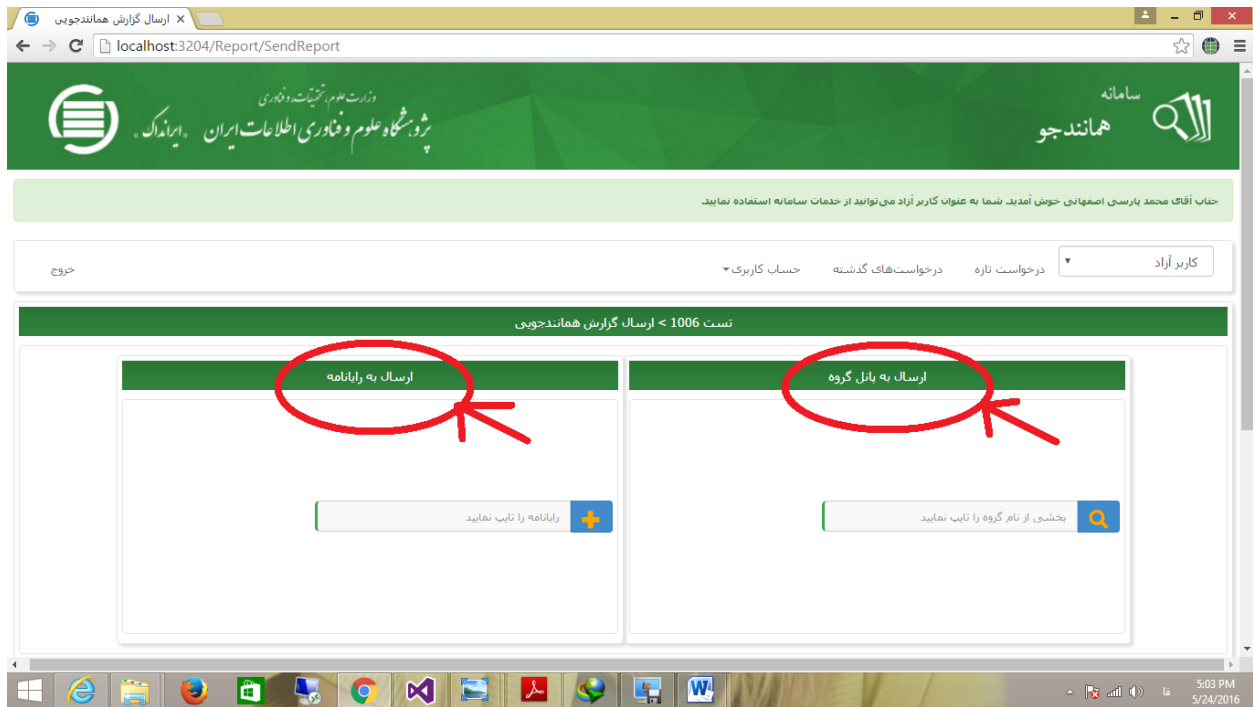 ارسال گزارش همانندجویی
localhost:3204/Report/SendReport
سامانه
همانندجو
وزارت علوم، تحقیقات و فناوری
پژوهشگاه علوم و فناوری اطلاعات ایران «ایرانداک»
جناب آقای محمد پارسی اصفهانی خوش آمدید. شما به عنوان کاربر آزاد می‌توانید از خدمات سامانه استفاده نمایید.
کاربر آزاد
درخواست تازه
درخواست‌های گذشته
حساب کاربری
خروج
تست 1006 > ارسال گزارش همانندجویی
ارسال به پانل گروه
ارسال به رایانامه
بخشی از نام گروه را تایپ نمایید
رایانامه را تایپ نمایید
فا
5:03 PM
5/24/2016